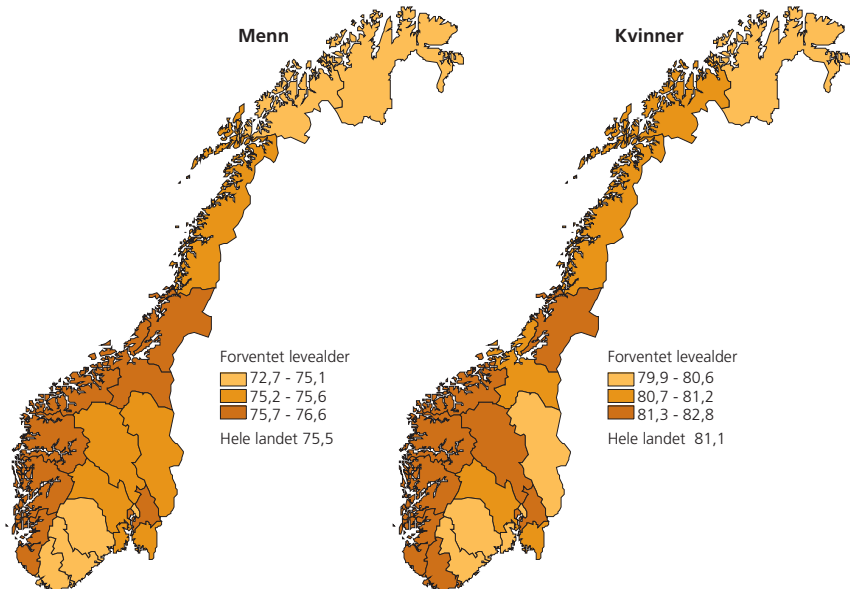 Menn
Kvinner
Forventet levealder
72,7 - 75,1
75,2 - 75,6
75,7 - 76,6
Hele landet 75,5
Forventet levealder
79,9 - 80,6
80,7 - 81,2
81,3 - 82,8
Hele landet 81,1